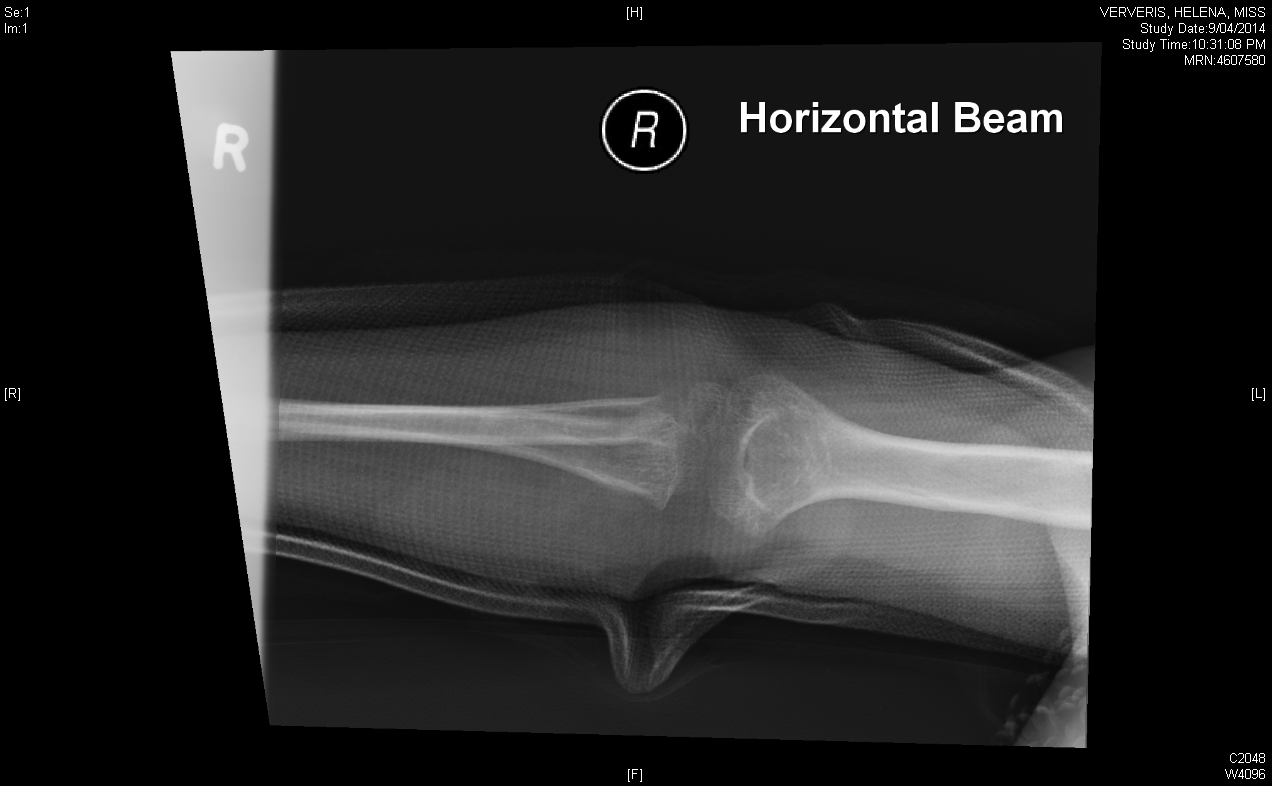 Se:1
Im:1
[H]
VERVERIS, HELENA, MISS
Study Date:9/04/2014
Study Time:10:31:08 PM
MRN:4607580
R
R
Horizontal Beam
[R]
[L]
[F]
C2048
W4096